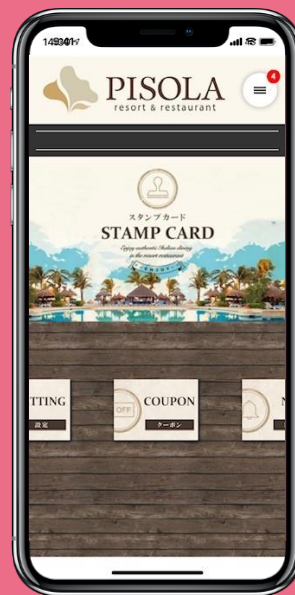 4
PISOLA
resort & restaurant
スタンプカード
STAMP CARD
Enjoy authentic Italian dining
in the resort restaurant
ENJOY
TTING
設定
OFF
COUPON
クーポン
N